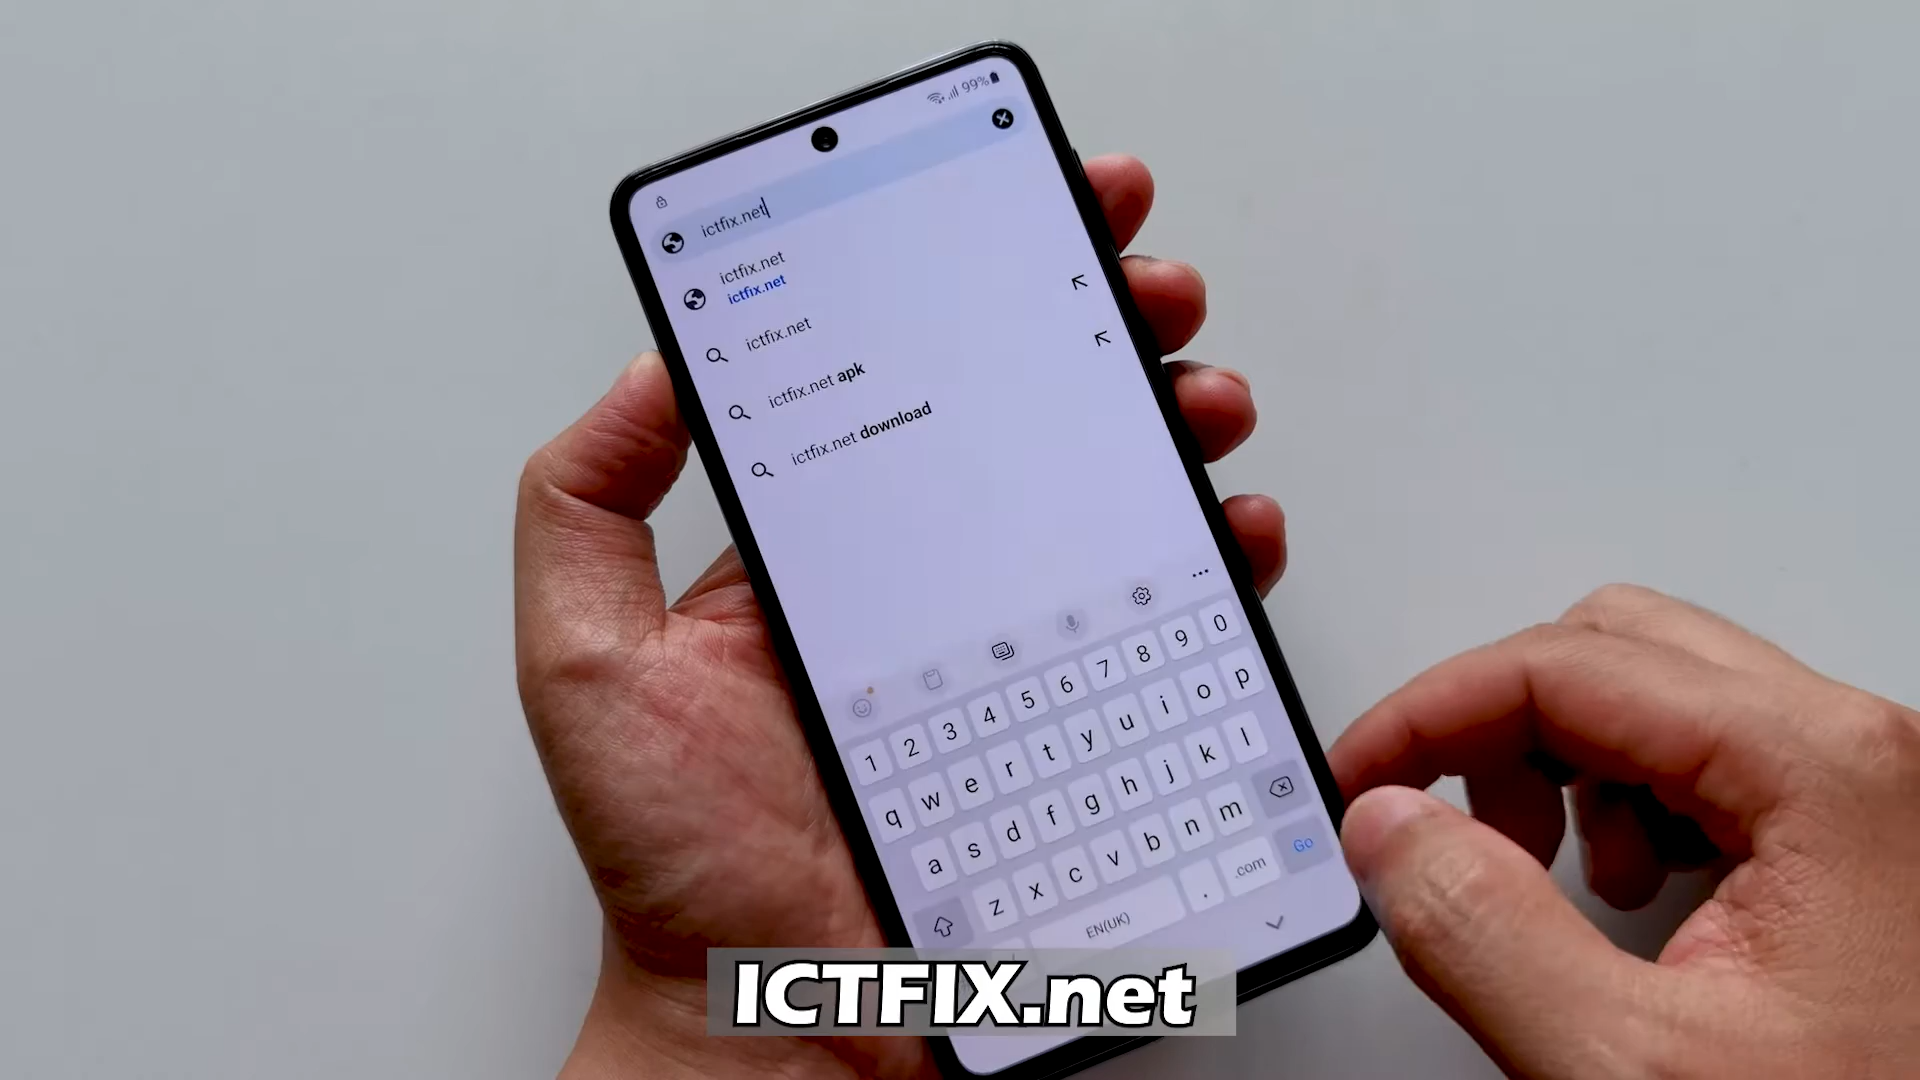 99%
ictfix.net
ictfix.net
ictfix.net
ictfix.net
ictfix.net apk
ictfix.net download
1 2 3 4 5 6 7 8 9 0
q w e r t y u i o p
a s d f g h j k l
z x c v b n m
EN(UK) . .com Go
ICTFIX.net